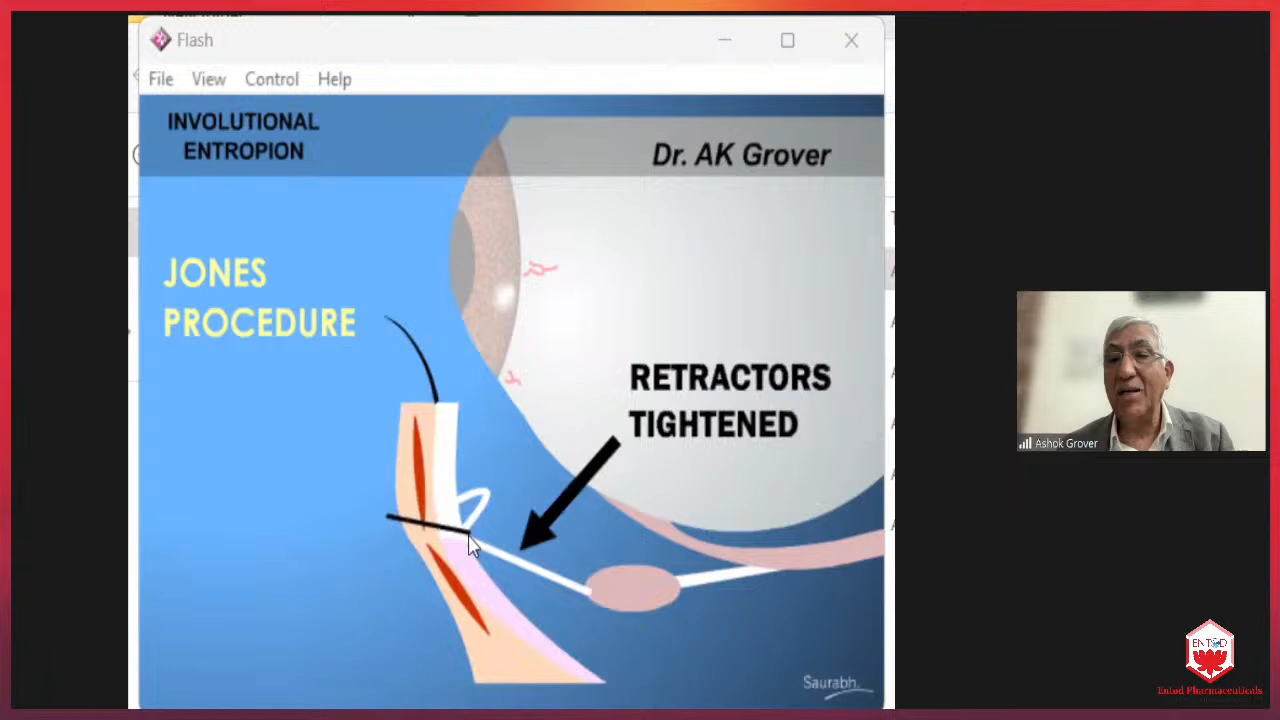 Flash
File View Control Help
INVOLUTIONAL
ENTROPION
Dr. AK Grover
JONES
PROCEDURE
RETRACTORS
TIGHTENED
Saurabh.
Ashok Grover
ENTOD
Entod Pharmaceuticals